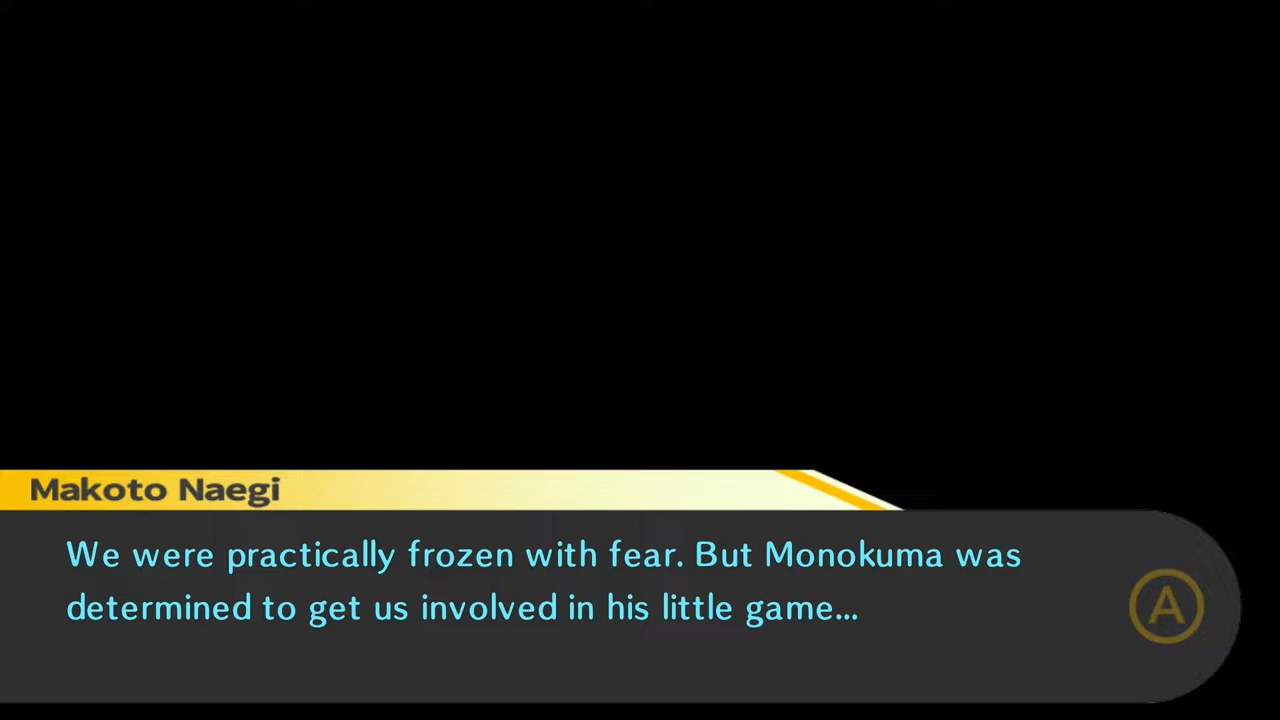 Makoto Naegi
We were practically frozen with fear. But Monokuma was
determined to get us involved in his little game...
A